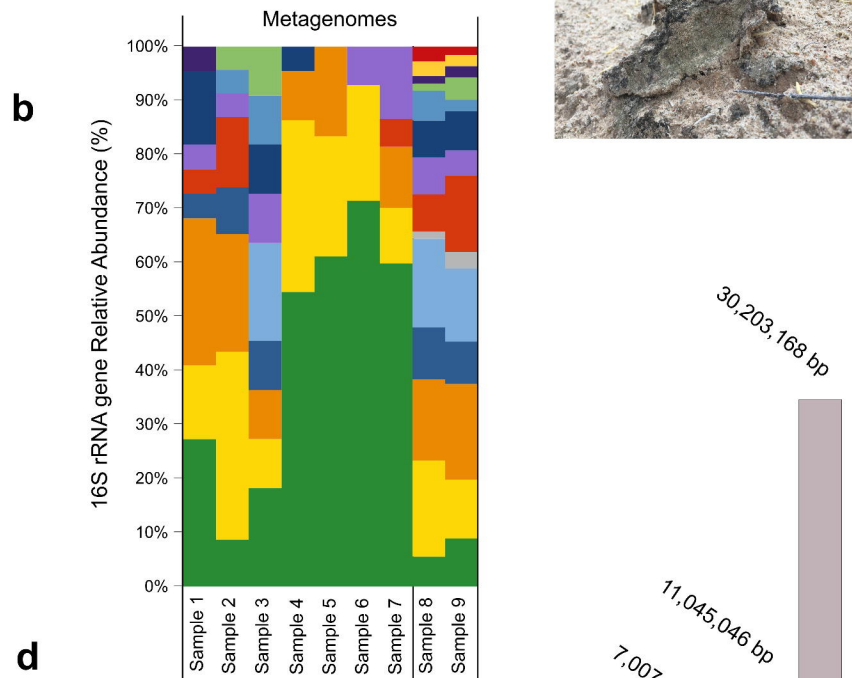 Metagenomes
b
16S rRNA gene Relative Abundance (%)
100%
90%
80%
70%
60%
50%
40%
30%
20%
10%
0%
Sample 1
Sample 2
Sample 3
Sample 4
Sample 5
Sample 6
Sample 7
Sample 8
Sample 9
30,203,168 bp
11,045,046 bp
7,007
d